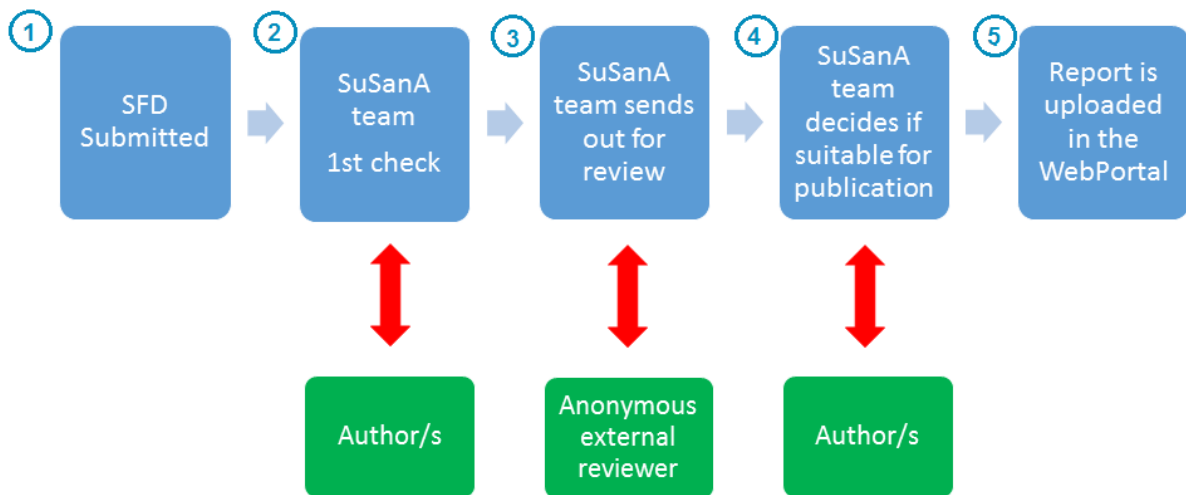 1
SFD
Submitted
2
SuSanA
team
1st check
3
SuSanA
team sends
out for
review
4
SuSanA
team
decides if
suitable for
publication
5
Report is
uploaded
in the
WebPortal
Author/s
Anonymous
external
reviewer
Author/s